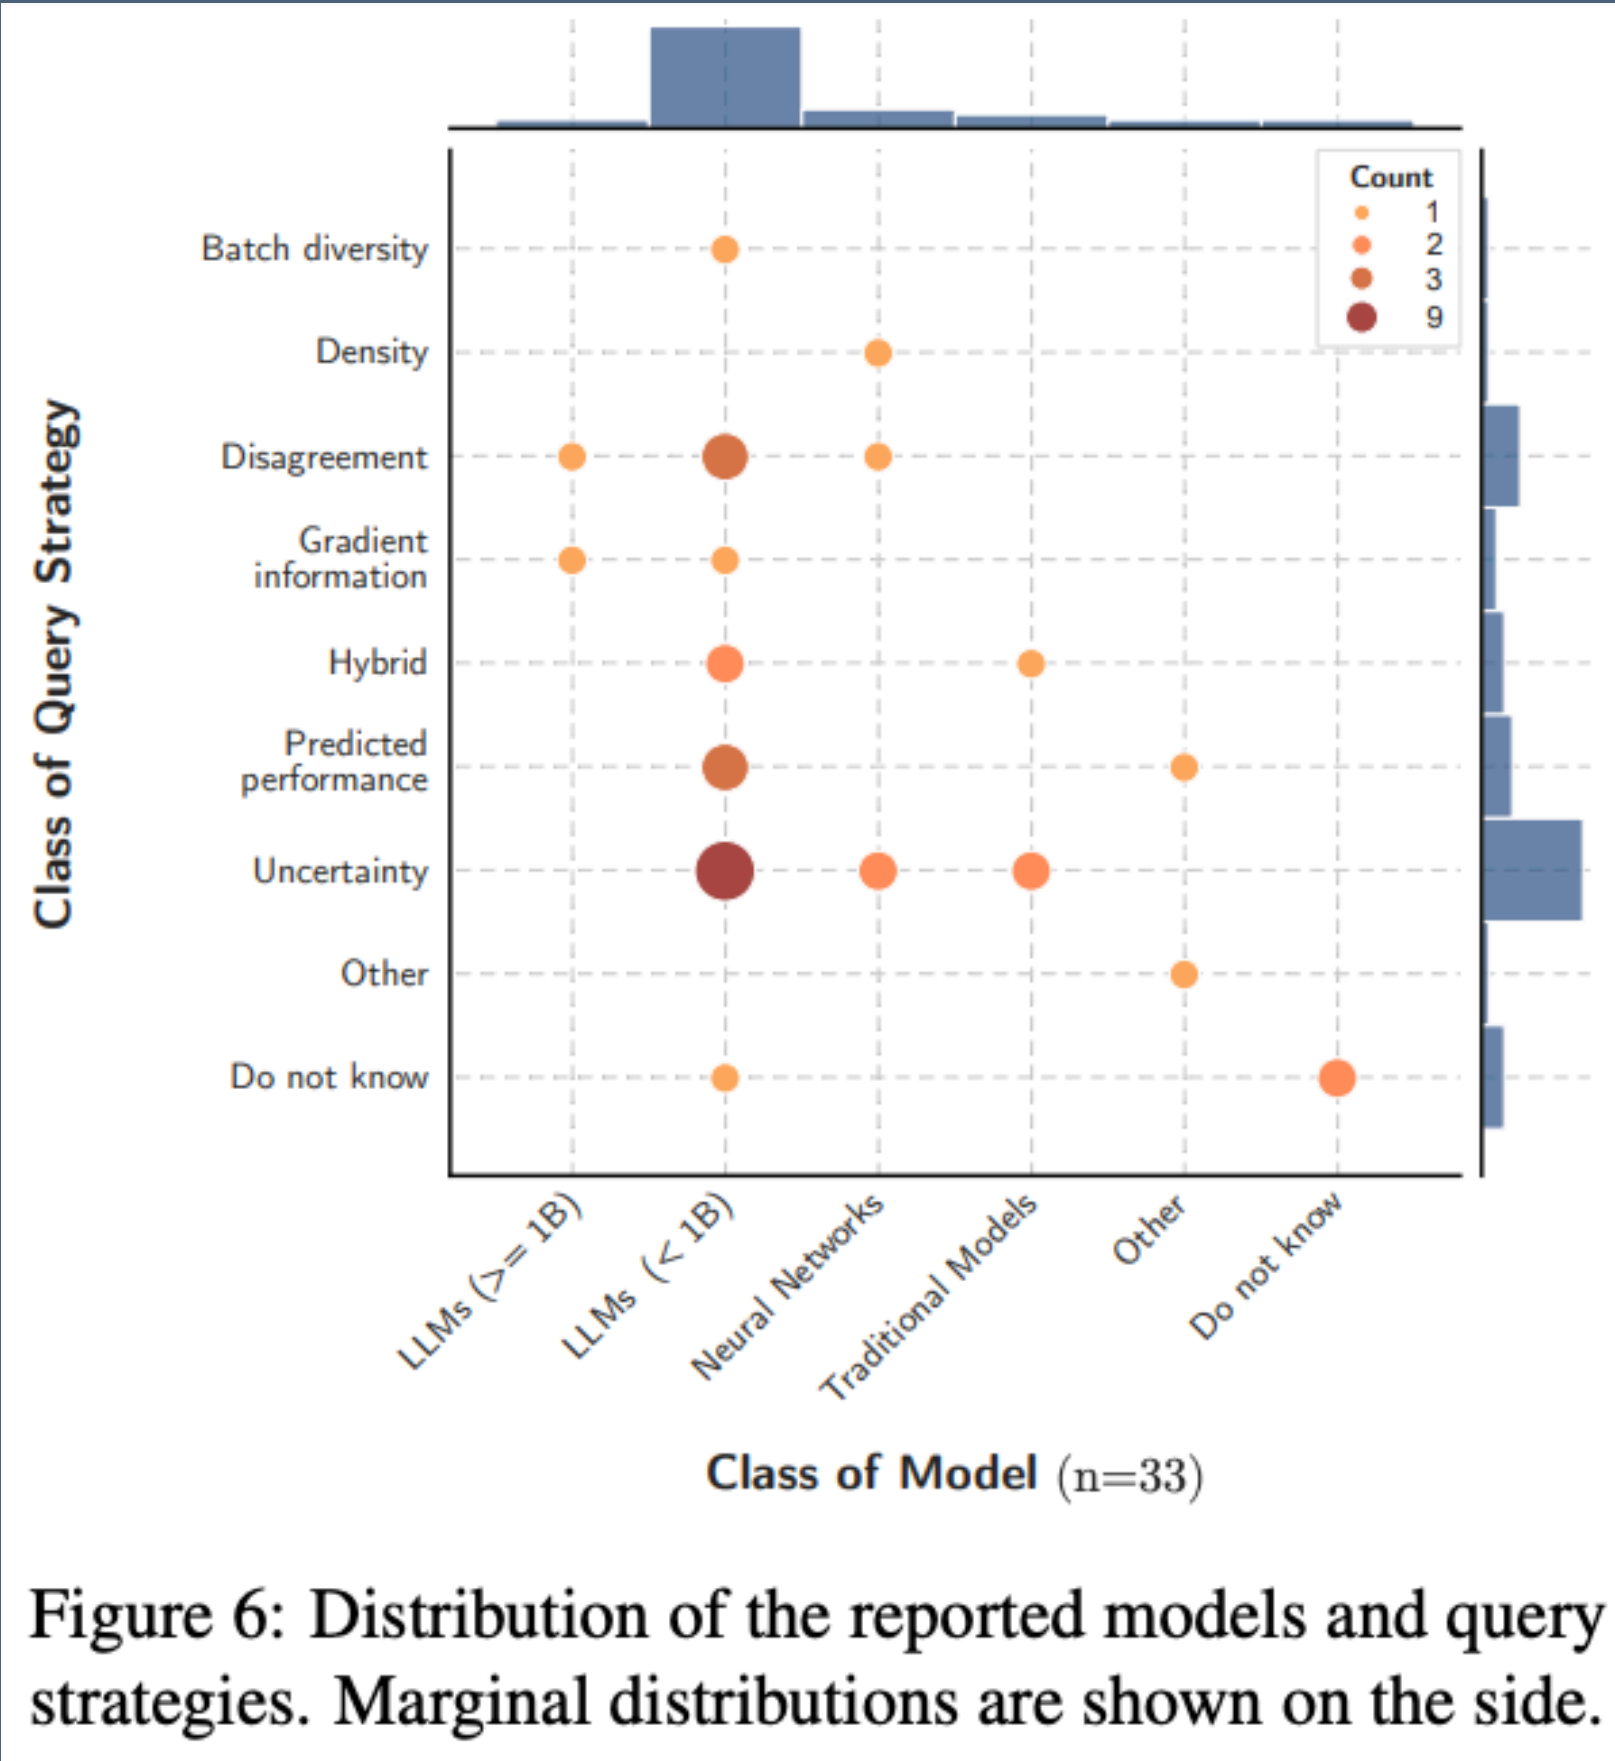 Count
1
2
3
9
Class of Query Strategy
Batch diversity
Density
Disagreement
Gradient
information
Hybrid
Predicted
performance
Uncertainty
Other
Do not know
LLMs (>= 1B)
LLMs (< 1B)
Neural Networks
Traditional Models
Other
Do not know
Class of Model (n=33)
Figure 6: Distribution of the reported models and query
strategies. Marginal distributions are shown on the side.